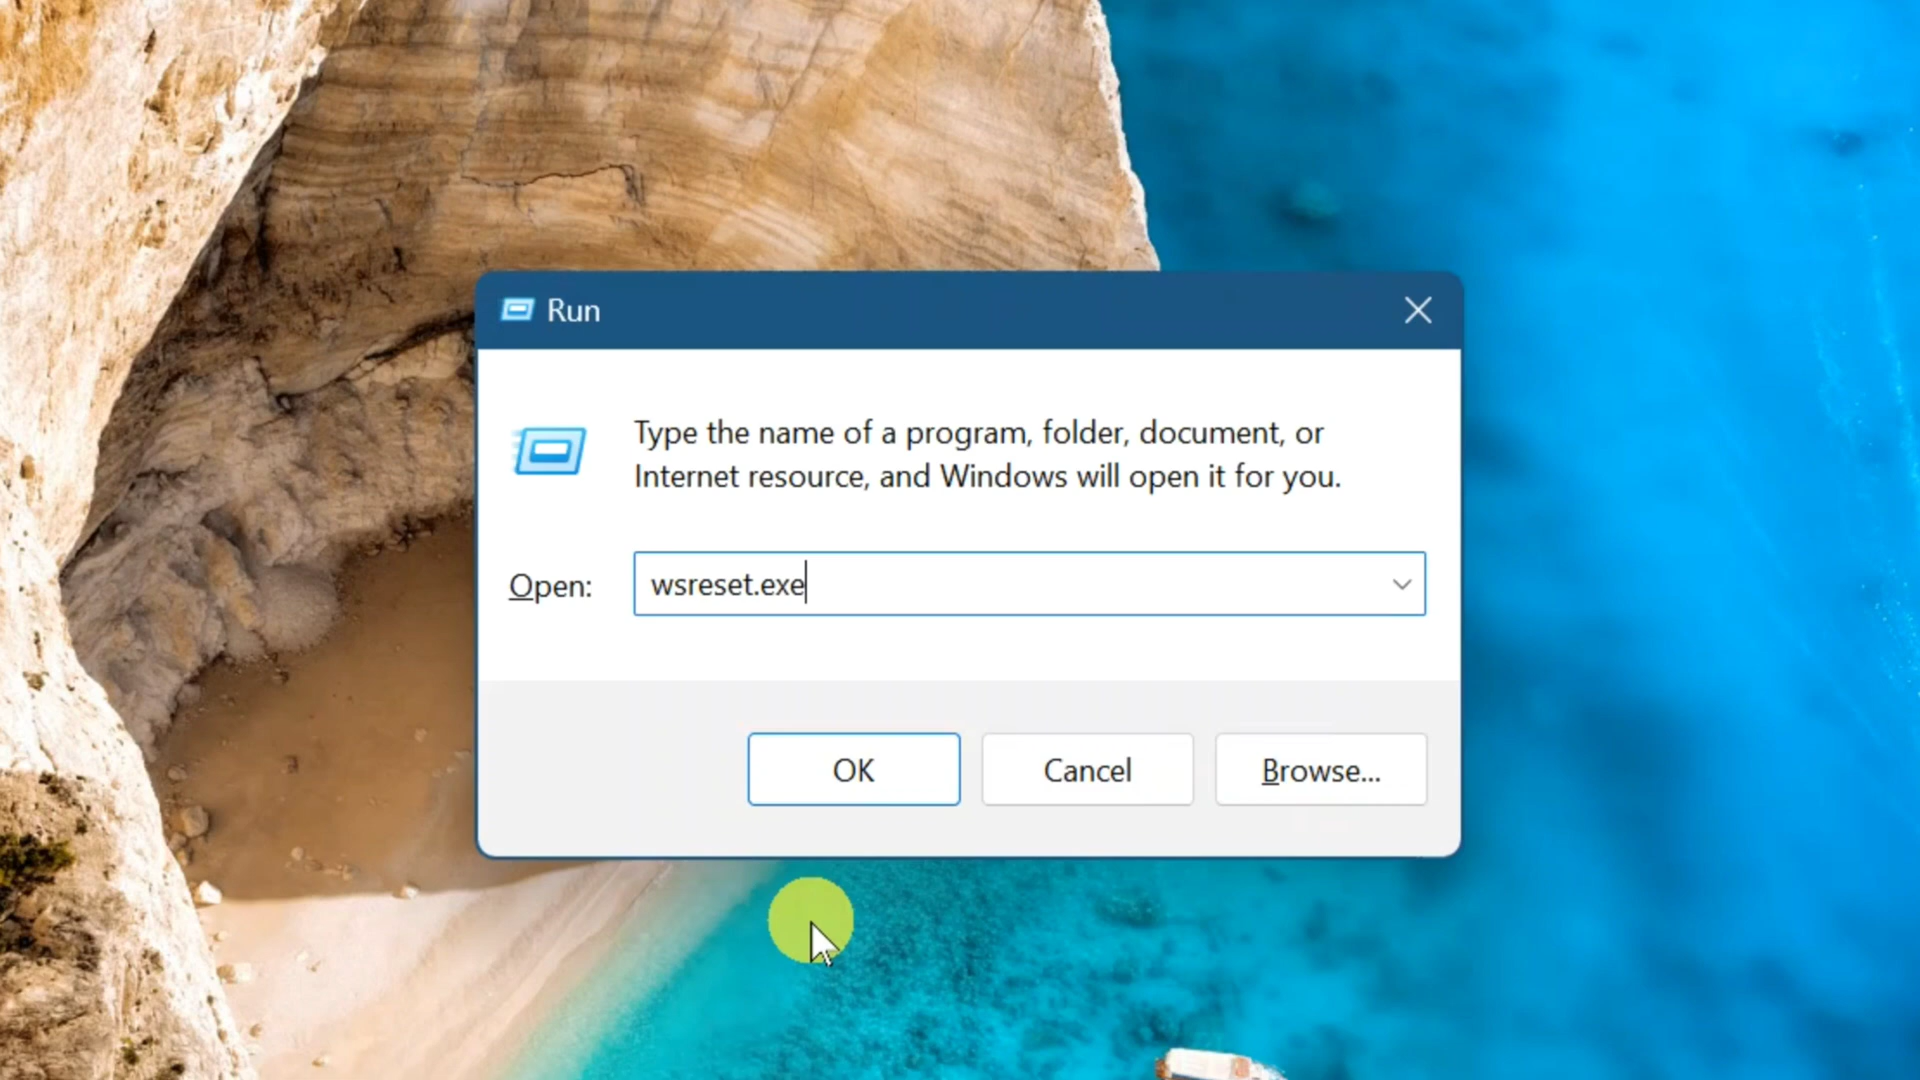 Run
Type the name of a program, folder, document, or
Internet resource, and Windows will open it for you.
Open: wsreset.exe
OK Cancel Browse...